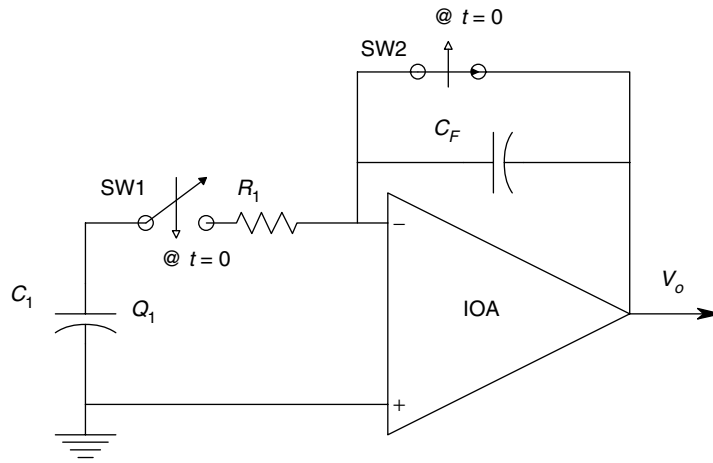 @ t = 0
SW2
C_F
SW1
R_1
−
@ t = 0
C_1
Q_1
IOA
V_o
+